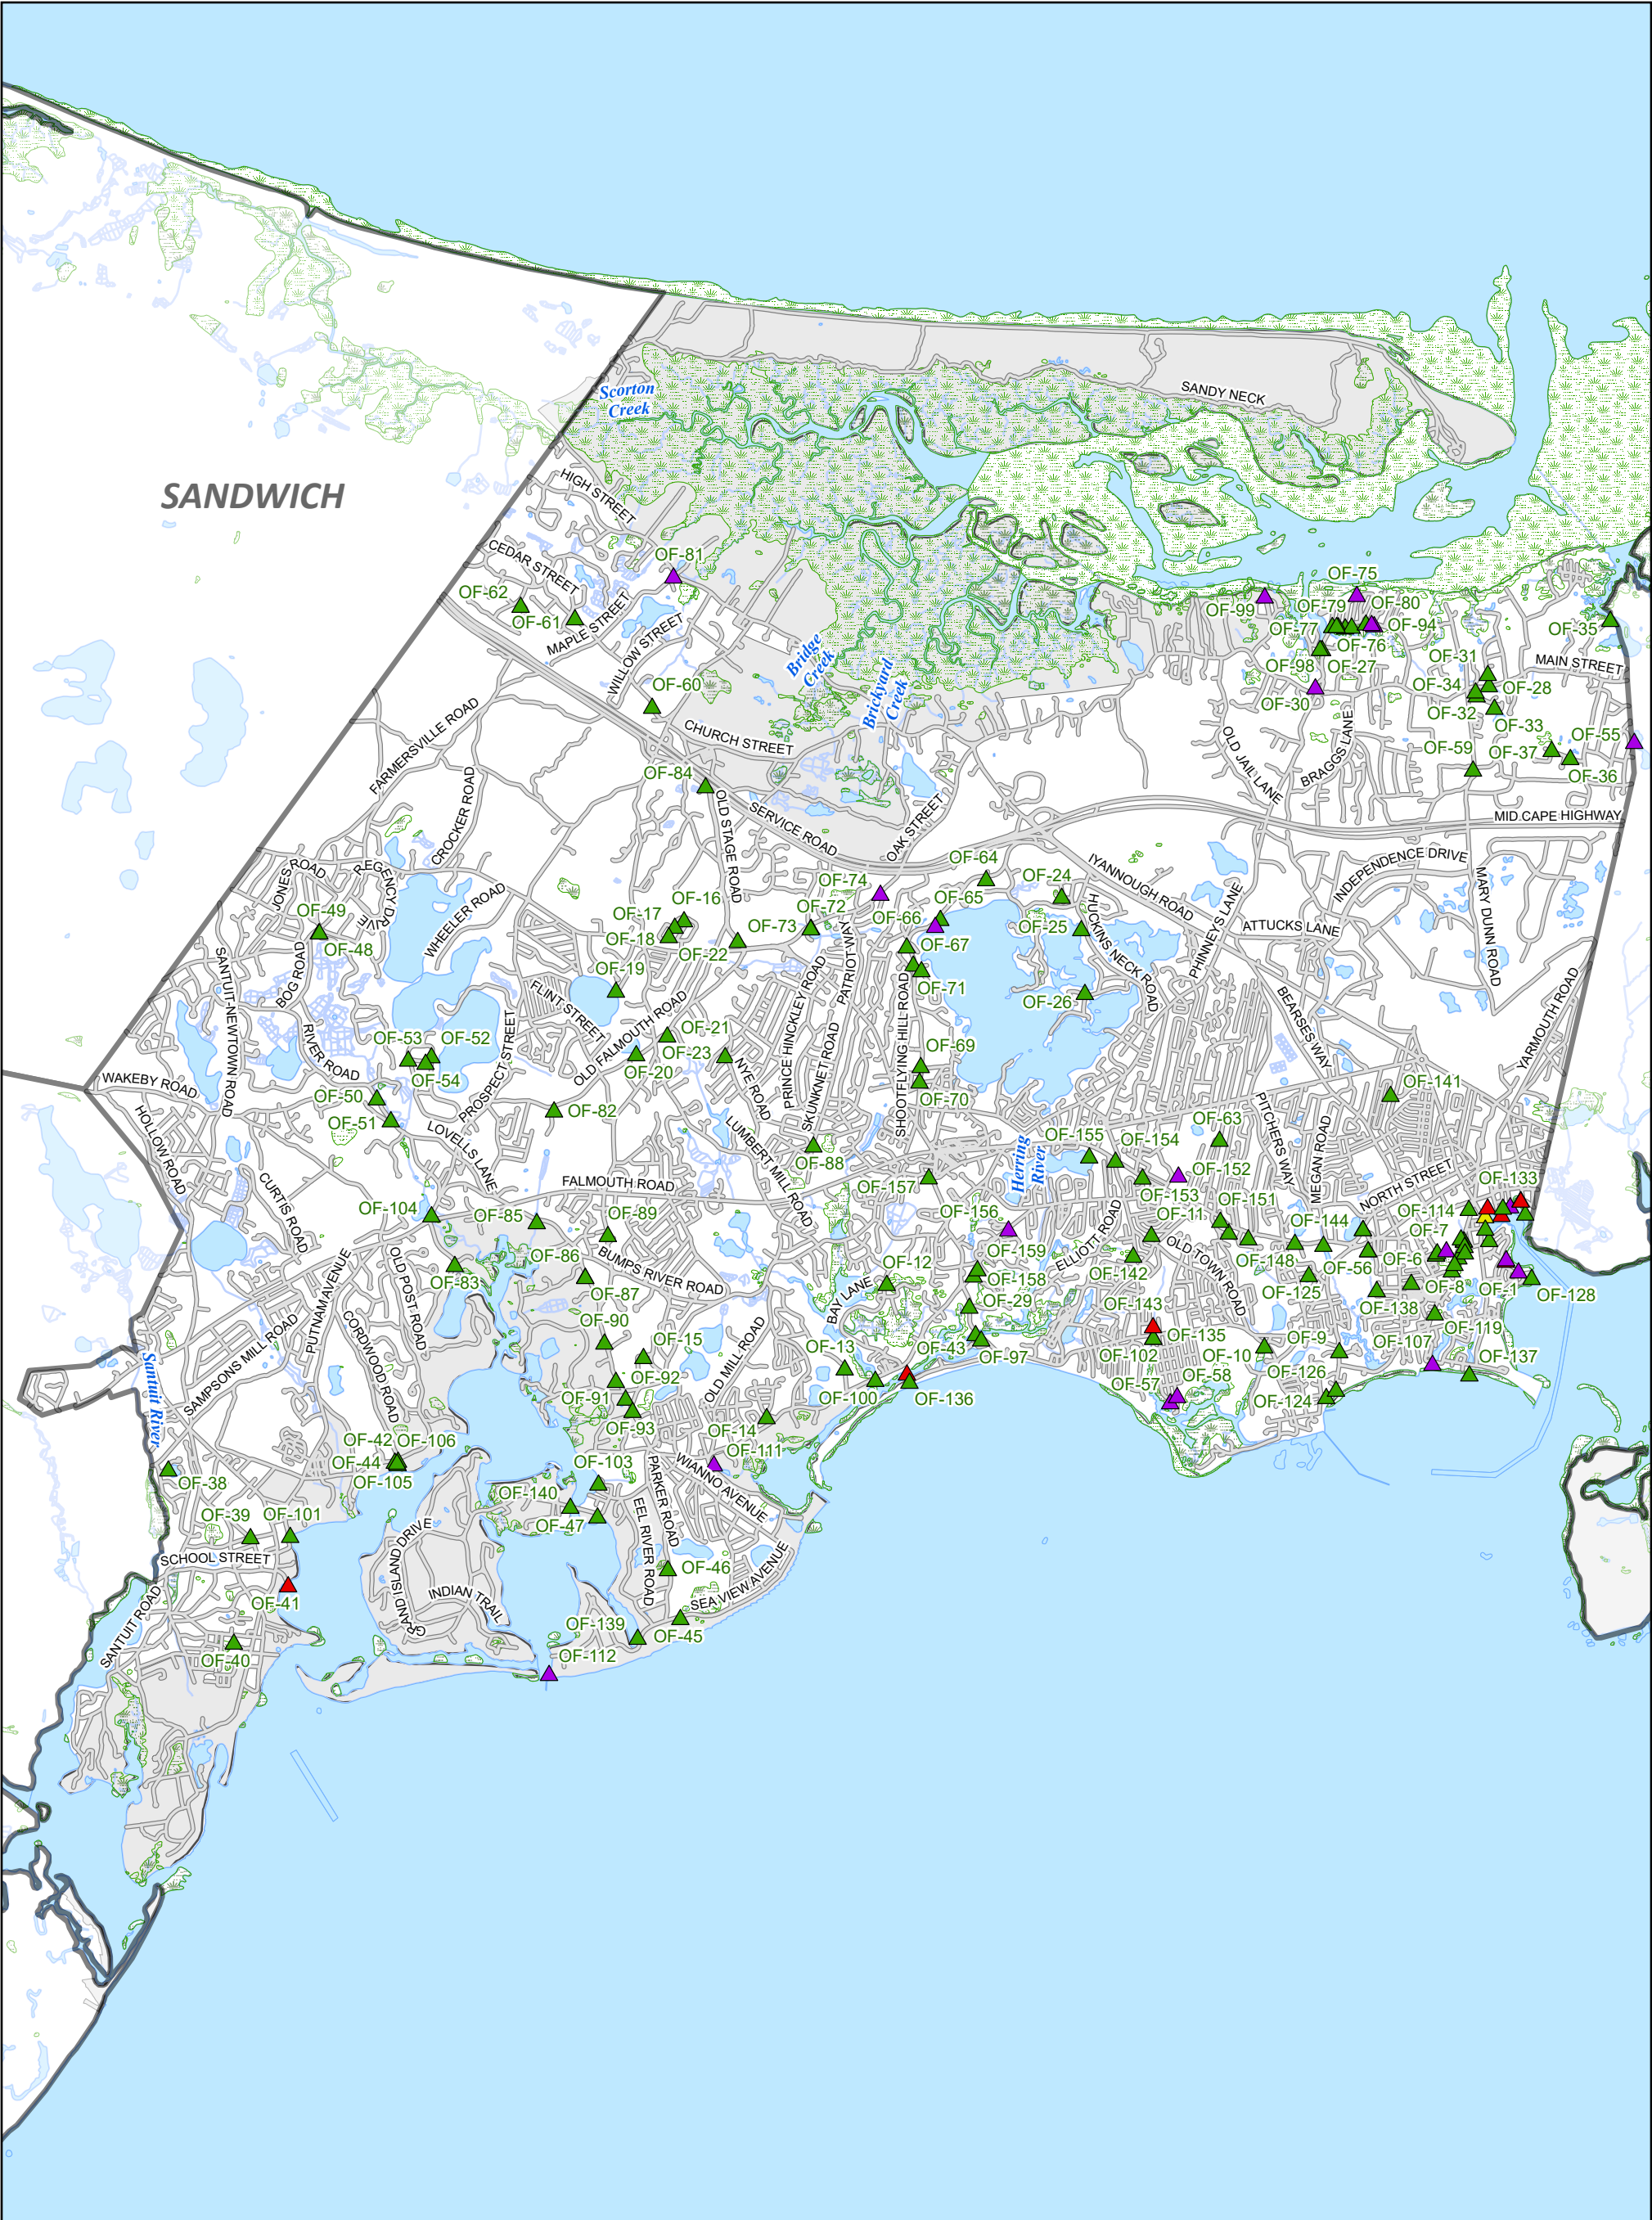 SANDY NECK
Scorton
Creek
SANDWICH
HIGH STREET
CEDAR STREET
OF-81
OF-62
OF-61
MAPLE STREET
WILLOW STREET
OF-75
OF-99
OF-79
OF-80
OF-77
OF-94
OF-76
OF-35
Bridge
Creek
Brickyard
Creek
OF-98
OF-27
OF-31
MAIN STREET
OF-60
OF-30
OF-34
OF-28
OF-32
OF-33
FARMERSVILLE ROAD
CHURCH STREET
OLD JAIL LANE
BRAGGS LANE
OF-59
OF-37
OF-55
OF-36
OF-84
CROCKER ROAD
OLD STAGE ROAD
SERVICE ROAD
OAK STREET
MID CAPE HIGHWAY
JONES ROAD
REGENCY DRIVE
OF-64
IYANNOUGH ROAD
INDEPENDENCE DRIVE
OF-74
OF-24
HUCKINS NECK ROAD
MARY DUNN ROAD
OF-49
OF-48
WHEELER ROAD
OF-17
OF-16
OF-18
OF-22
OF-73
OF-72
OF-66
OF-65
OF-67
OF-25
PHINNEYS LANE
ATTUCKS LANE
SANTUIT-NEWTOWN ROAD
BOG ROAD
OF-19
PRINCE HINCKLEY ROAD
PATRIOT WAY
OF-71
OF-26
BEARSES WAY
YARMOUTH ROAD
FLINT STREET
OLD FALMOUTH ROAD
SHOOTFLYING HILL ROAD
RIVER ROAD
OF-53
OF-52
OF-54
PROSPECT STREET
OF-21
OF-23
OF-20
NYE ROAD
SKUNKNET ROAD
OF-69
OF-70
WAKEBY ROAD
OF-50
OF-51
OF-82
OF-141
HOLLOW ROAD
LOVELLS LANE
LUMBERT MILL ROAD
OF-88
OF-63
PITCHERS WAY
MEGAN ROAD
Herring
River
OF-155
OF-154
OF-152
NORTH STREET
CURTIS ROAD
FALMOUTH ROAD
OF-157
OF-153
OF-133
OF-104
OF-85
OF-89
OF-156
OF-11
OF-151
OF-114
OF-144
OF-7
OLD POST ROAD
OF-86
BUMPS RIVER ROAD
OF-159
ELLIOTT ROAD
OLD TOWN ROAD
OF-6
PUTNAM AVENUE
OF-83
OF-87
OF-12
OF-158
OF-142
OF-148
OF-56
OF-8
OF-1
OF-128
BAY LANE
OF-29
OF-125
OF-138
CORDWOOD ROAD
SAMPSONS MILL ROAD
OF-90
OF-143
OF-119
Santuit River
OF-15
OLD MILL ROAD
OF-13
OF-43
OF-97
OF-135
OF-102
OF-9
OF-10
OF-107
OF-137
OF-92
OF-91
OF-100
OF-136
OF-57
OF-58
OF-126
OF-124
OF-93
OF-14
OF-42
OF-106
OF-44
OF-105
OF-111
OF-38
OF-103
PARKER ROAD
WIANNO AVENUE
OF-140
OF-47
EEL RIVER ROAD
OF-39
OF-101
SCHOOL STREET
GRAND ISLAND DRIVE
INDIAN TRAIL
OF-46
SEA VIEW AVENUE
SANTUIT ROAD
OF-41
OF-139
OF-45
OF-40
OF-112